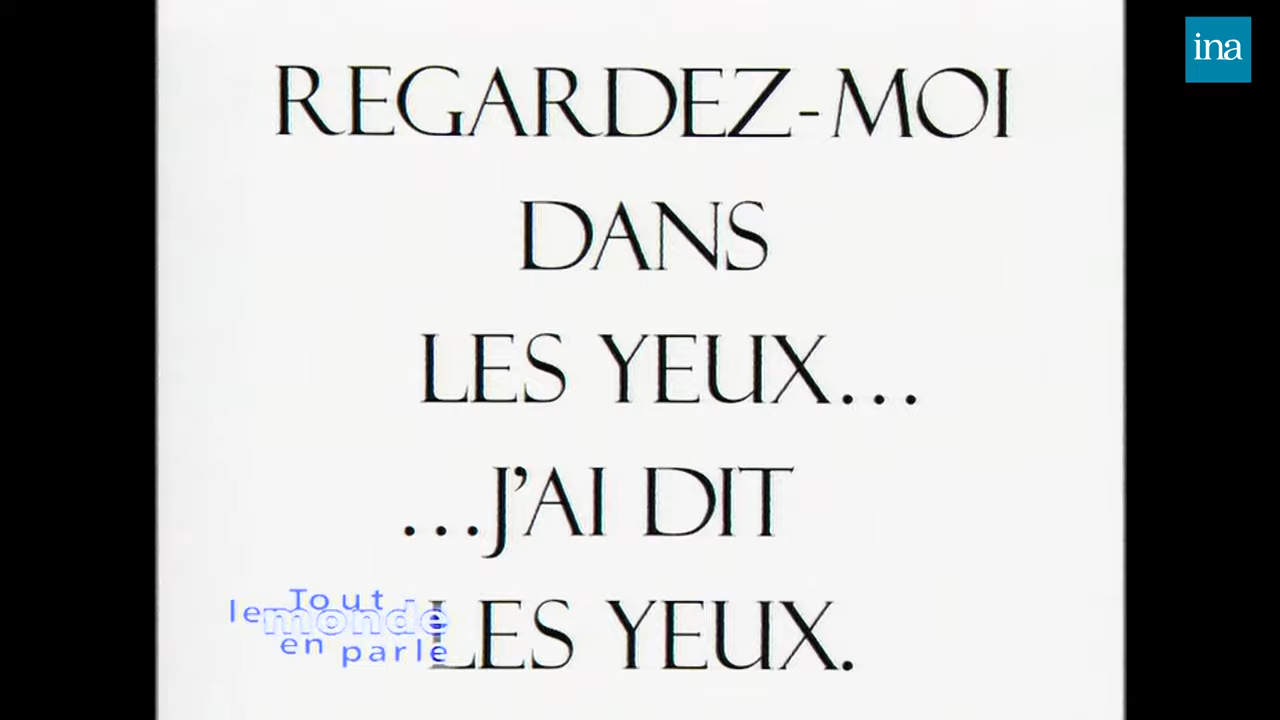 ina
REGARDEZ-MOI
DANS
LES YEUX...
...J'AI DIT
LES YEUX.
Tout
le monde
en parle